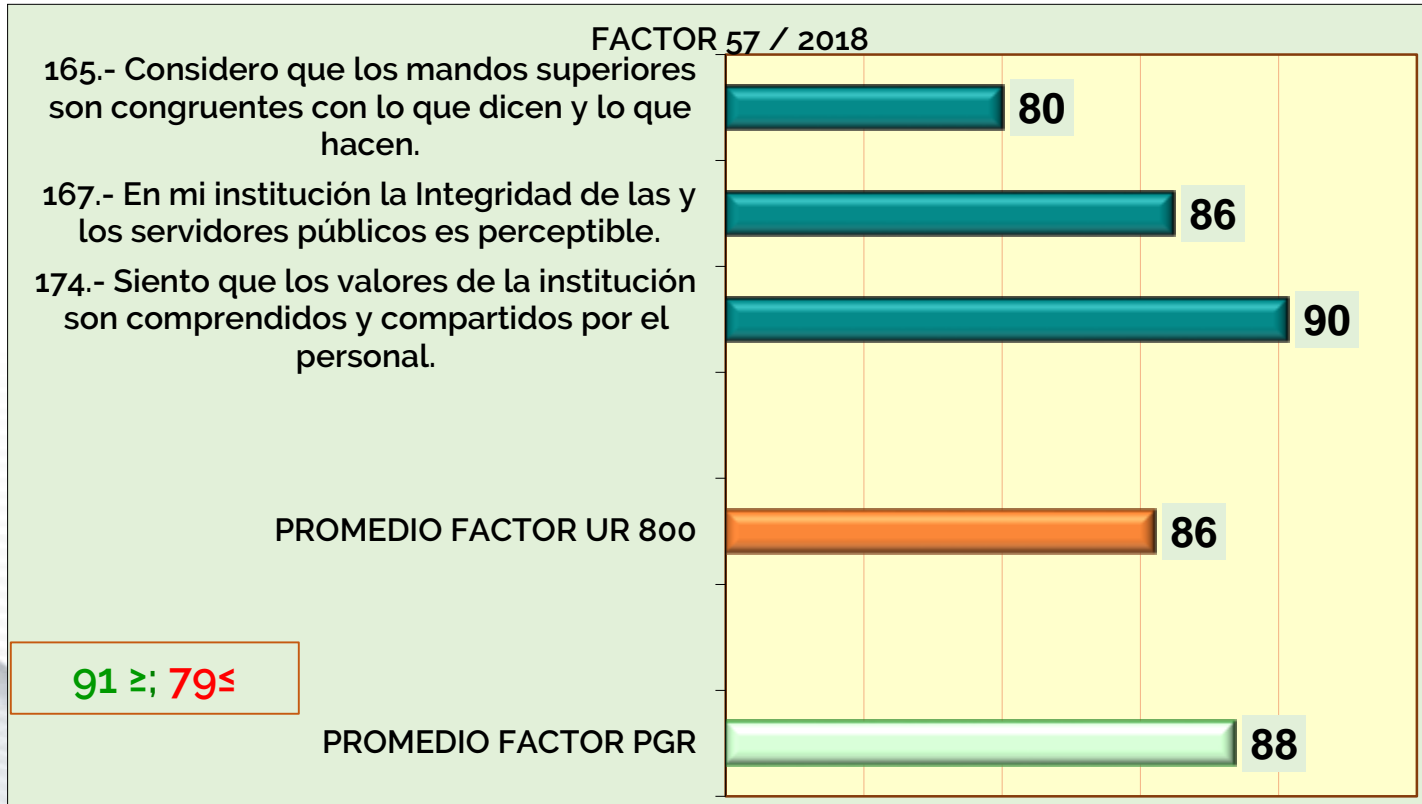 FACTOR 57 / 2018
165.- Considero que los mandos superiores
son congruentes con lo que dicen y lo que
hacen.
80
167.- En mi institución la Integridad de las y
los servidores públicos es perceptible.
86
174.- Siento que los valores de la institución
son comprendidos y compartidos por el
personal.
90
PROMEDIO FACTOR UR 800
86
91 ≥; 79≤
PROMEDIO FACTOR PGR
88